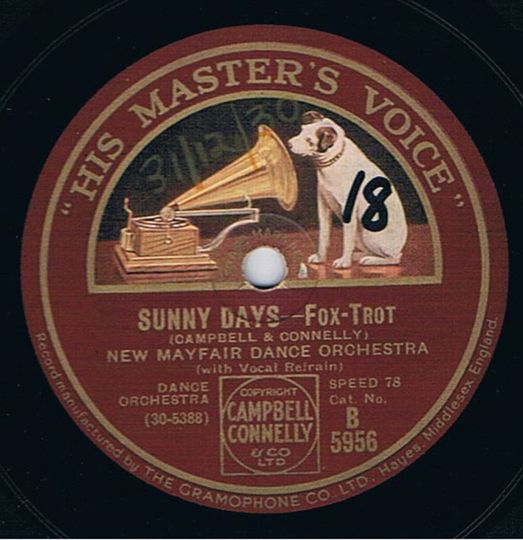 "HIS MASTER'S VOICE"
31/12/30
18
SUNNY DAYS—FOX-TROT
(CAMPBELL & CONNELLY)
NEW MAYFAIR DANCE ORCHESTRA
(with Vocal Refrain)
DANCE
ORCHESTRA
(30-5388)
COPYRIGHT
CAMPBELL
CONNELLY
& CO
LTD
SPEED 78
Cat. No.
B
5956
Record manufactured by THE GRAMOPHONE CO. LTD. Hayes, Middlesex England.